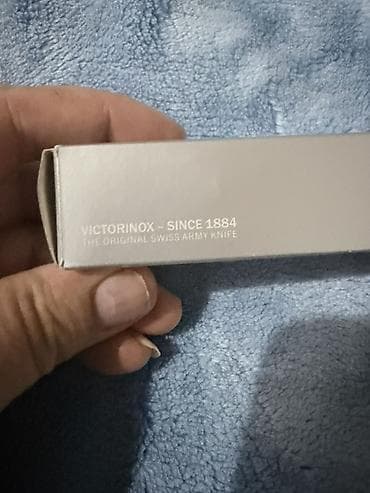 VICTORINOX – SINCE 1884
THE ORIGINAL SWISS ARMY KNIFE